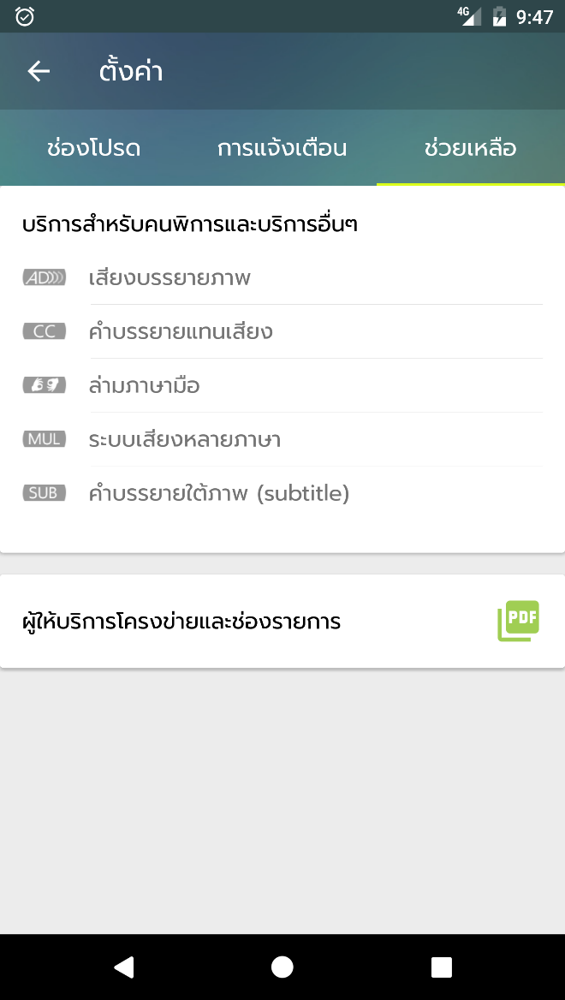 4G 9:47
ตั้งค่า
ช่องโปรด การแจ้งเตือน ช่วยเหลือ
บริการสำหรับคนพิการและบริการอื่นๆ
AD))) เสียงบรรยายภาพ
CC คำบรรยายแทนเสียง
ล่ามภาษามือ
MUL ระบบเสียงหลายภาษา
SUB คำบรรยายใต้ภาพ (subtitle)
ผู้ให้บริการโครงข่ายและช่องรายการ PDF